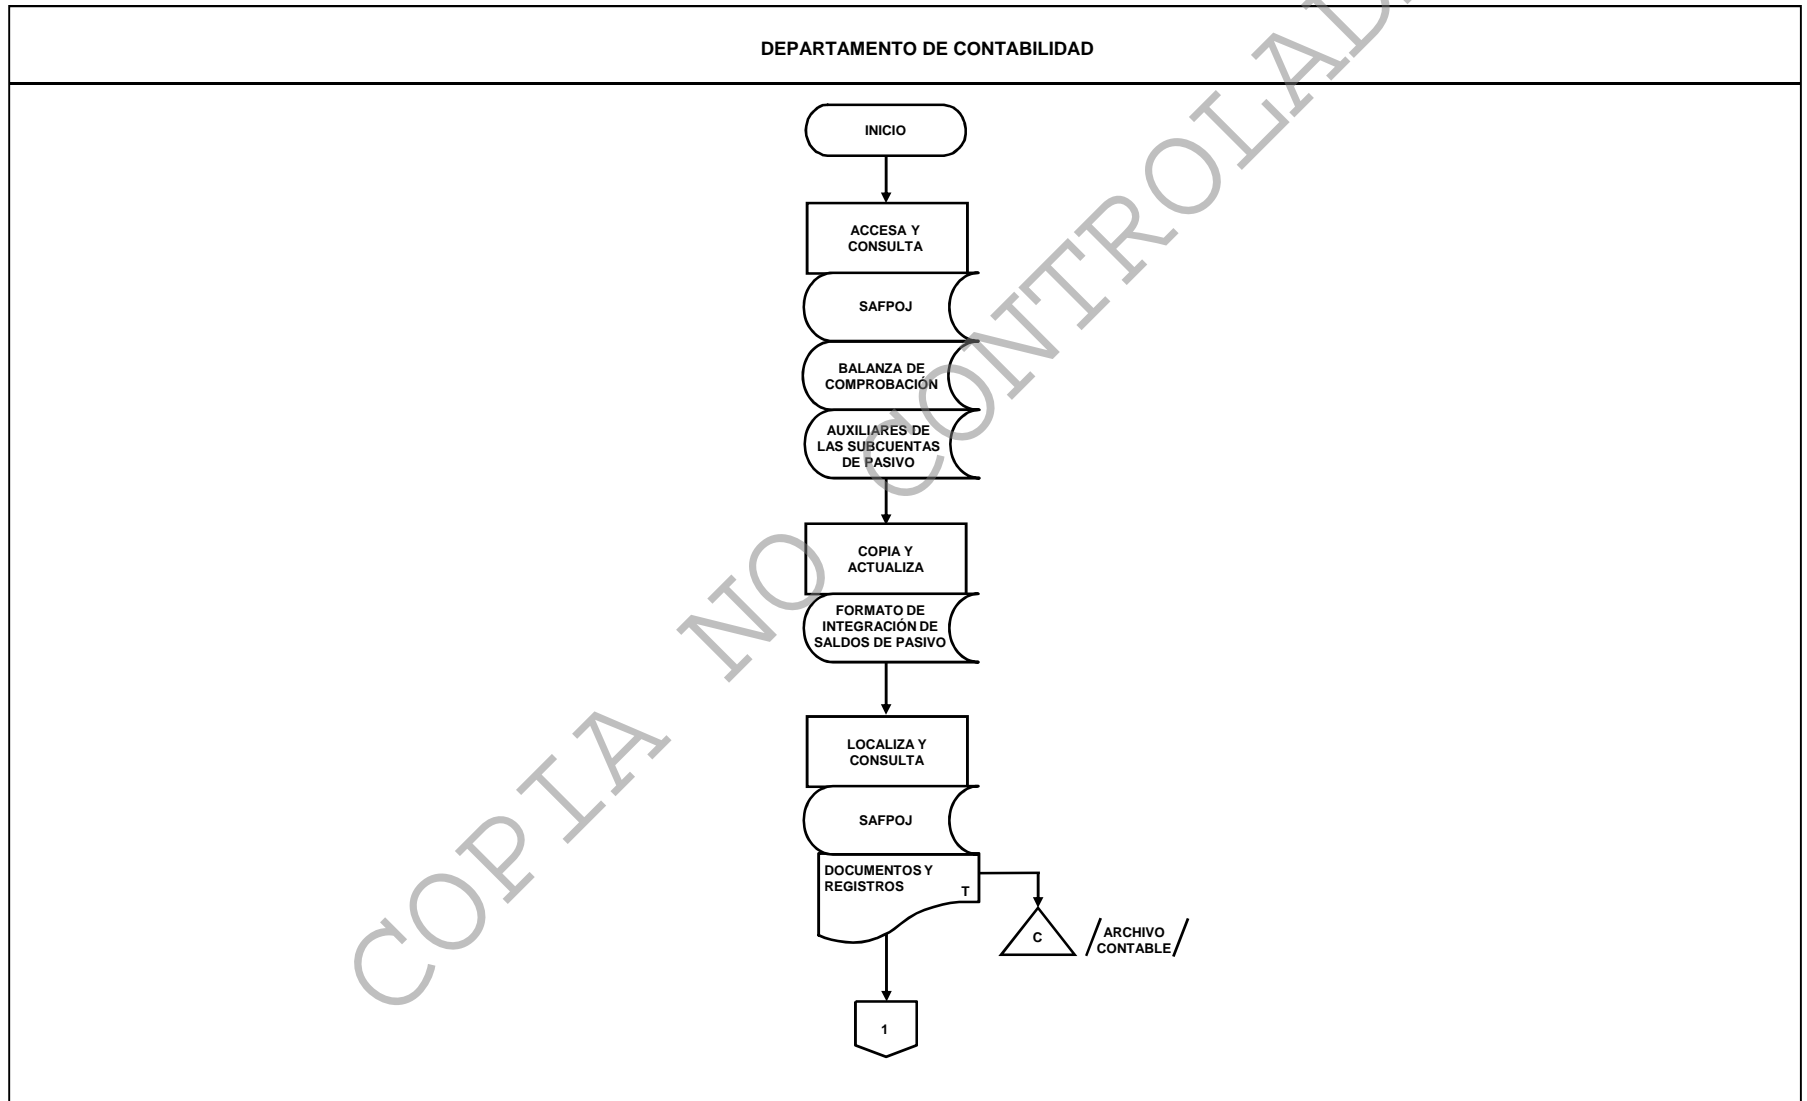 DEPARTAMENTO DE CONTABILIDAD
INICIO
ACCESA Y
CONSULTA
SAFPOJ
BALANZA DE
COMPROBACIÓN
AUXILIARES DE
LAS SUBCUENTAS
DE PASIVO
COPIA Y
ACTUALIZA
FORMATO DE
INTEGRACIÓN DE
SALDOS DE PASIVO
LOCALIZA Y
CONSULTA
SAFPOJ
DOCUMENTOS Y
REGISTROS
T
C
ARCHIVO
CONTABLE
1
COPIA NO CONTROLAD